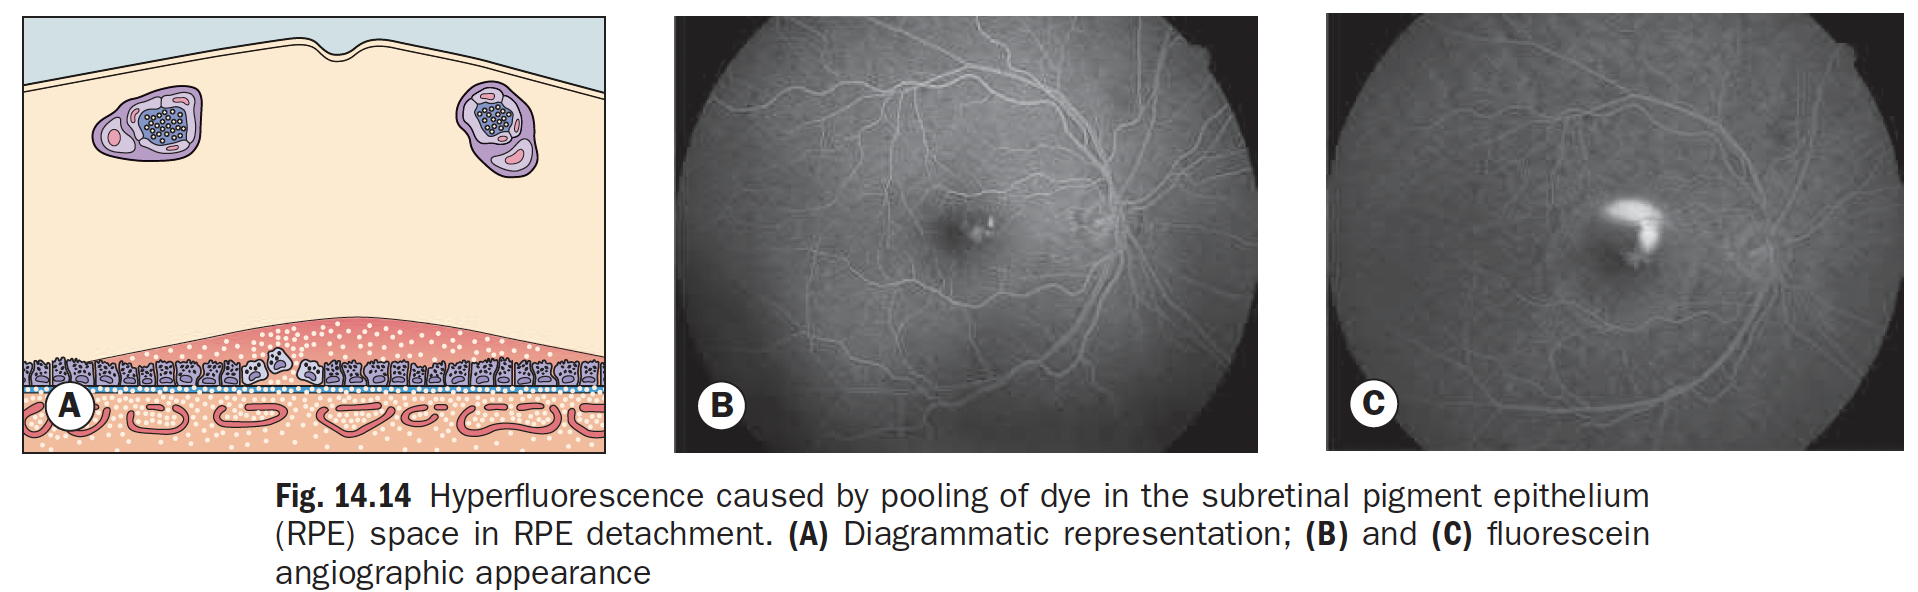 A
B
C
Fig. 14.14 Hyperfluorescence caused by pooling of dye in the subretinal pigment epithelium
(RPE) space in RPE detachment. (A) Diagrammatic representation; (B) and (C) fluorescein
angiographic appearance